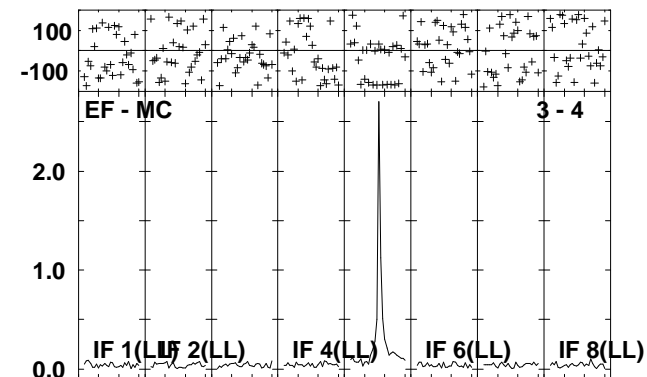 100
-100
EF - MC 3 - 4
2.0
1.0
IF 1(LL) IF 2(LL) IF 4(LL) IF 6(LL) IF 8(LL)
0.0